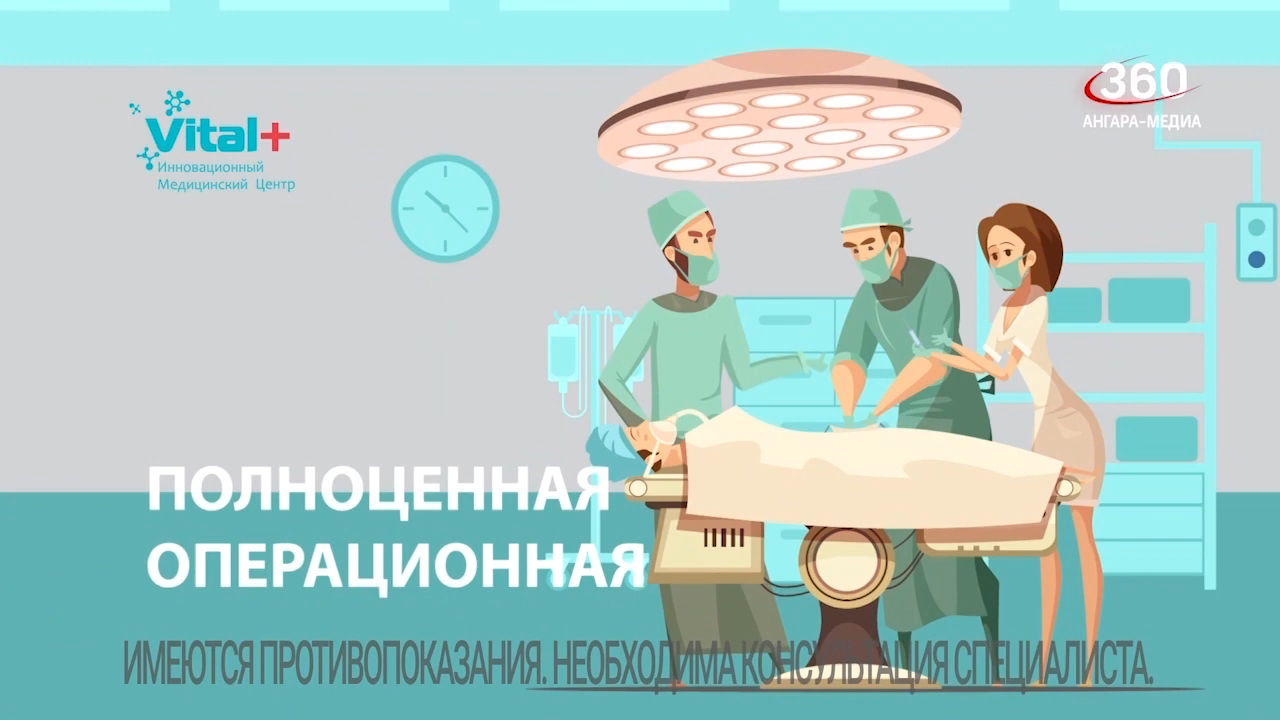 Vital+
Инновационный
Медицинский Центр
360
АНГАРА-МЕДИА
ПОЛНОЦЕННАЯ
ОПЕРАЦИОННАЯ
ИМЕЮТСЯ ПРОТИВОПОКАЗАНИЯ. НЕОБХОДИМА КОНСУЛЬТАЦИЯ СПЕЦИАЛИСТА.